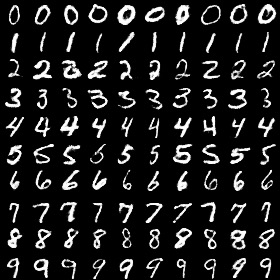 0 0 0 0 0 0 0 0 0 0
1 1 1 1 1 1 1 1 1 1
2 2 2 2 2 2 2 2 2 2
3 3 3 3 3 3 3 3 3 3
4 4 4 4 4 4 4 4 4 4
5 5 5 5 5 5 5 5 5 5
6 6 6 6 6 6 6 6 6 6
7 7 7 7 7 7 7 7 7 7
8 8 8 8 8 8 8 8 8 8
9 9 9 9 9 9 9 9 9 9